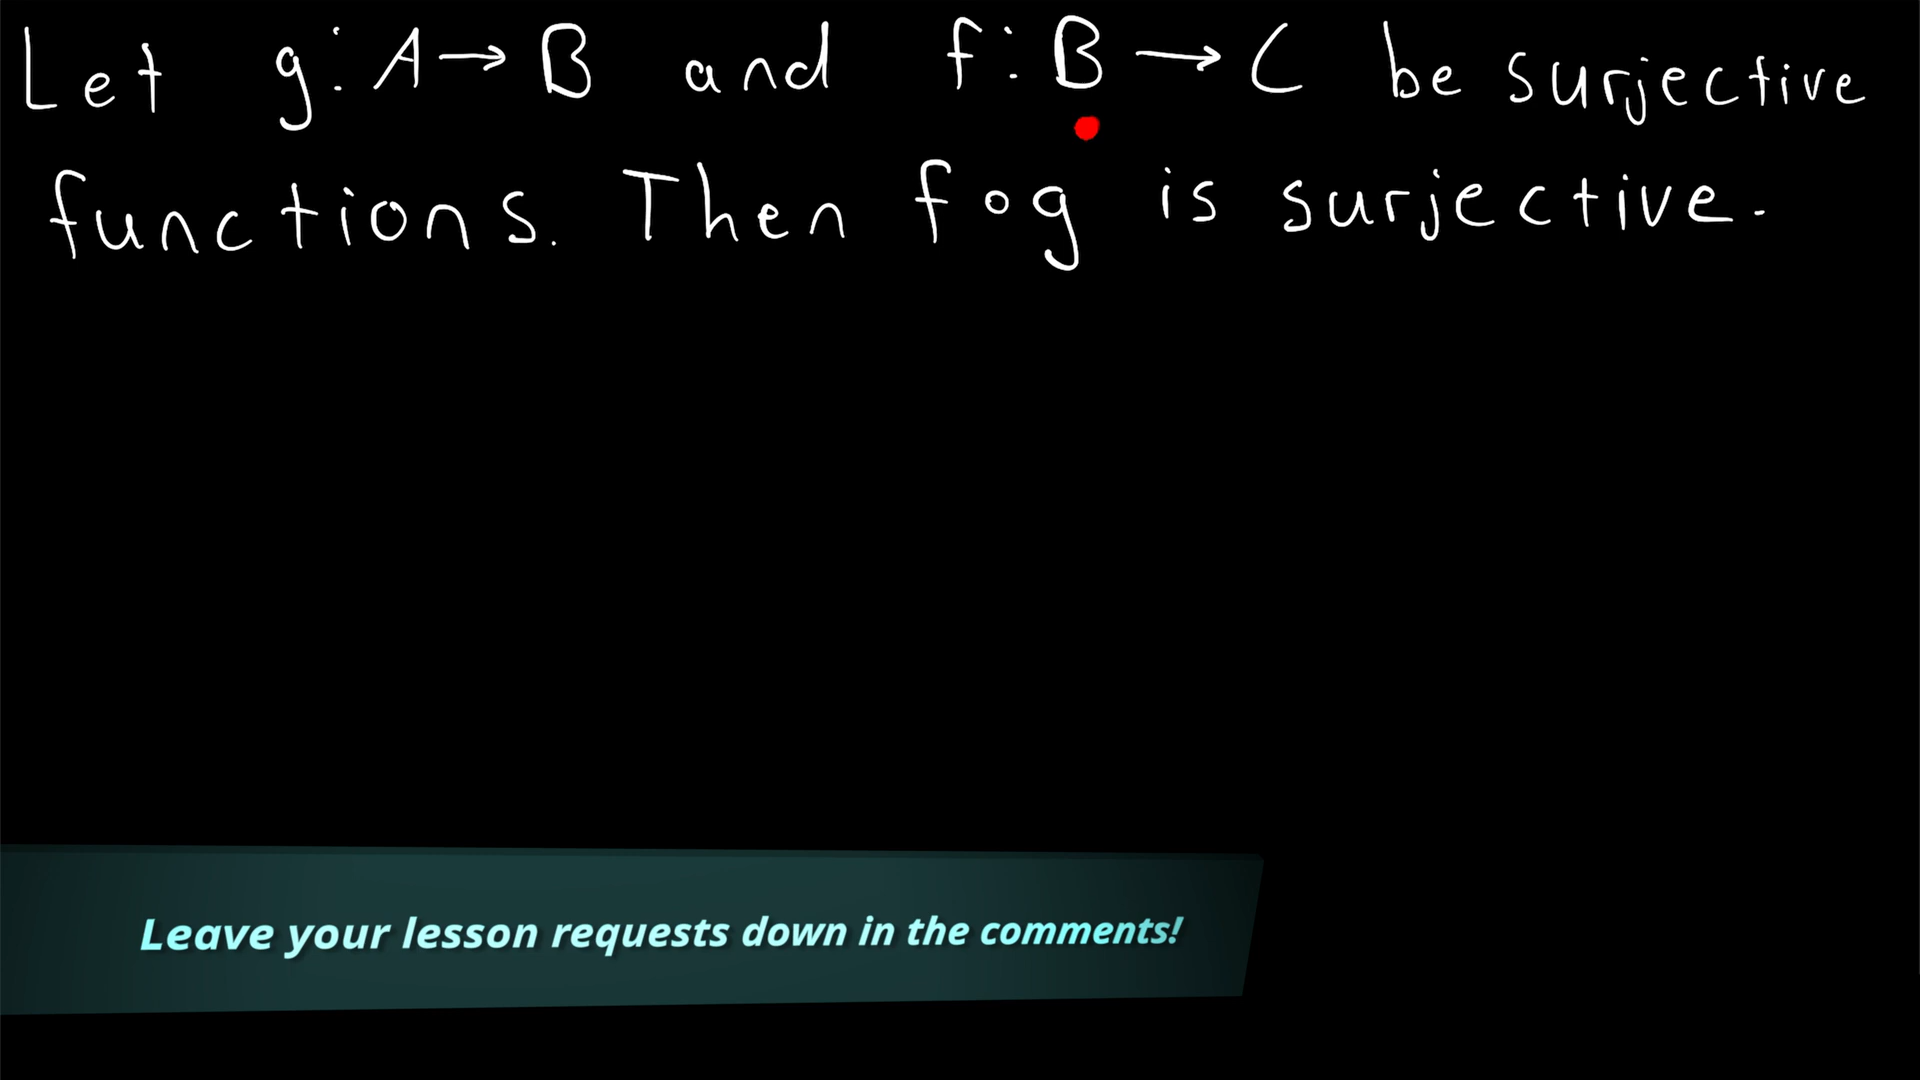 Let g: A → B and f: B → C be surjective
functions. Then f∘g is surjective.
Leave your lesson requests down in the comments!